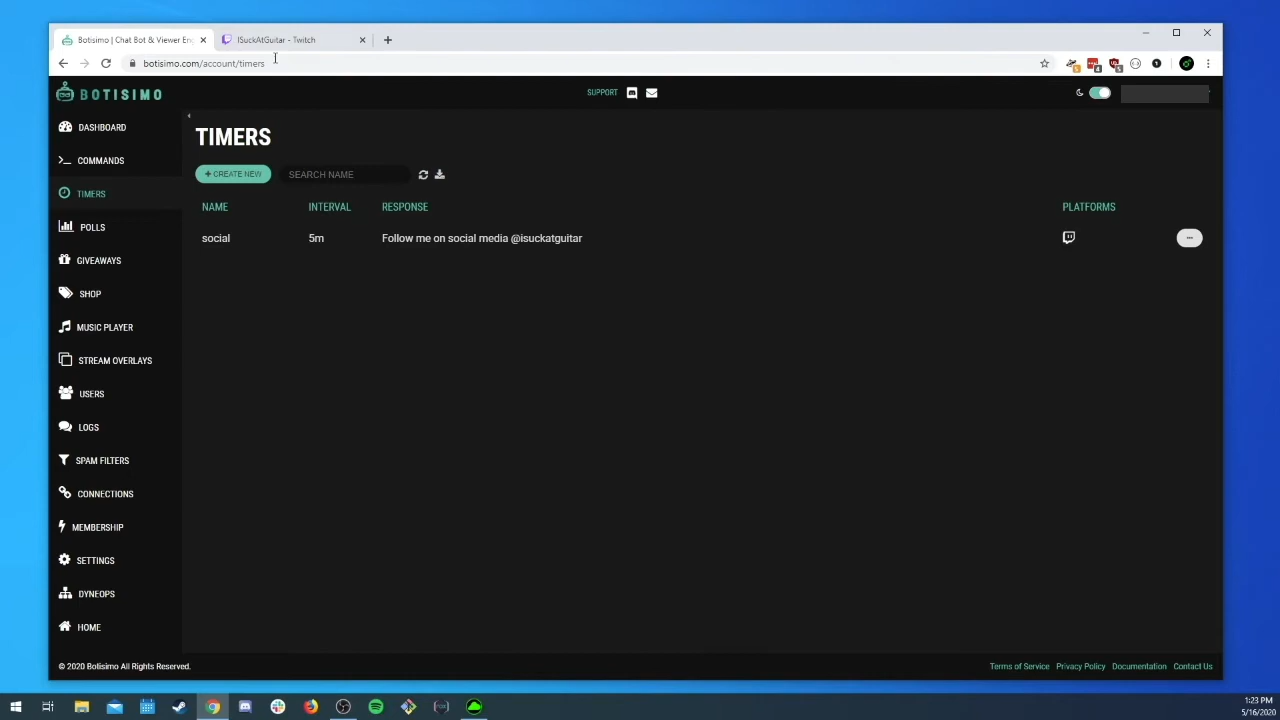 Botisimo | Chat Bot & Viewer En
ISuckAtGuitar - Twitch
botisimo.com/account/timers
BOTISIMO
SUPPORT
DASHBOARD
COMMANDS
TIMERS
POLLS
GIVEAWAYS
SHOP
MUSIC PLAYER
STREAM OVERLAYS
USERS
LOGS
SPAM FILTERS
CONNECTIONS
MEMBERSHIP
SETTINGS
DYNEOPS
HOME
TIMERS
+ CREATE NEW
SEARCH NAME
NAME INTERVAL RESPONSE PLATFORMS
social 5m Follow me on social media @isuckatguitar
© 2020 Botisimo All Rights Reserved.
Terms of Service Privacy Policy Documentation Contact Us
1:23 PM
5/16/2020